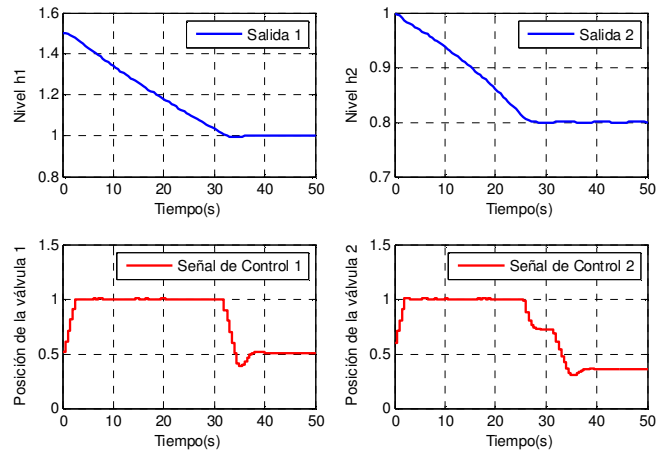 1.6
1.4
1.2
1
0.8
Nivel h1
Salida 1
0 10 20 30 40 50
Tiempo(s)
1
0.9
0.8
0.7
Nivel h2
Salida 2
0 10 20 30 40 50
Tiempo(s)
1.5
1
0.5
0
Posición de la válvula 1
Señal de Control 1
0 10 20 30 40 50
Tiempo(s)
1.5
1
0.5
0
Posición de la válvula 2
Señal de Control 2
0 10 20 30 40 50
Tiempo(s)